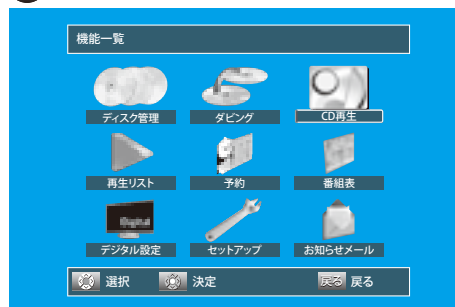 機能一覧
ディスク管理 ダビング CD再生
再生リスト 予約 番組表
Digital
デジタル設定 セットアップ お知らせメール
選択 決定 戻る 戻る